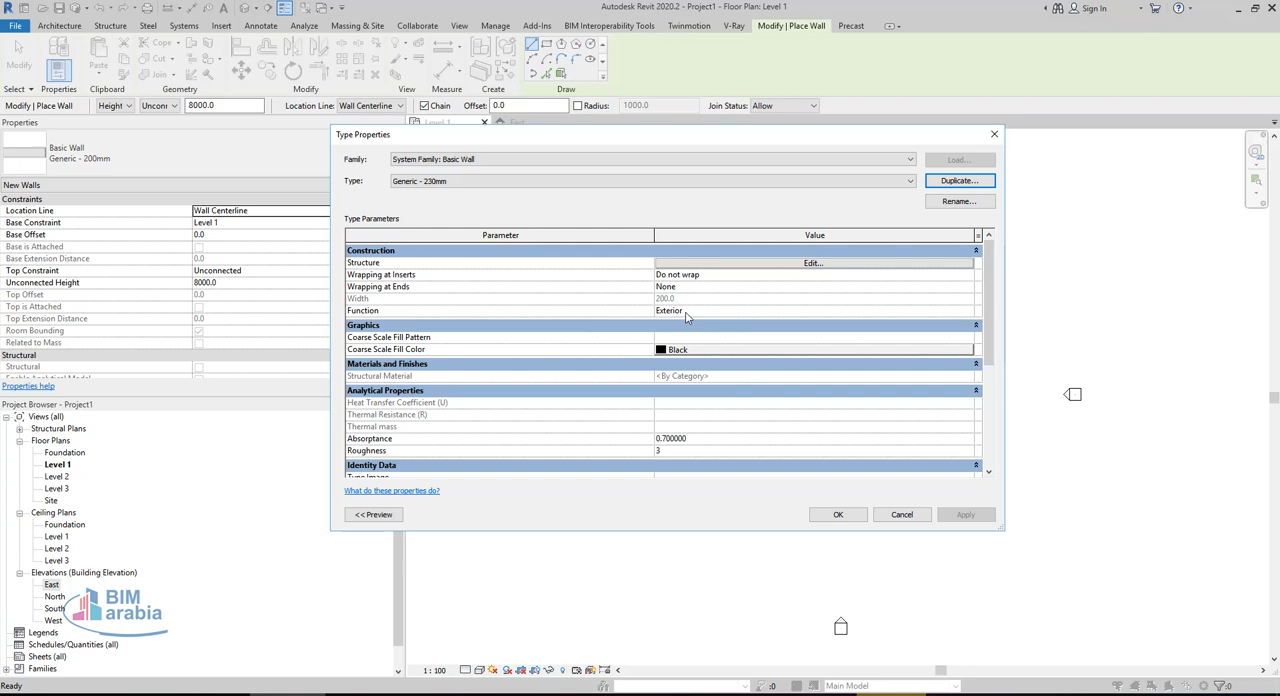 Autodesk Revit 2020.2 - Floor Plan: Level 1
Sign In
File Architecture Structure Steel Systems Insert Annotate Analyze Massing & Site Collaborate View Manage Add-Ins BIM Interoperability Tools Twinmotion V-Ray Modify | Place Wall Precast
Modify Paste Cope Cut Join
Select Properties Clipboard Geometry Modify View Measure Create Draw
Modify | Place Wall Height Unconr 8000.0 Location Line: Wall Centerline Chain Offset: 0.0 Radius: 1000.0 Join Status: Allow
Properties
Level 1 East
Basic Wall
Generic - 200mm
New Walls
Constraints
Location Line Wall Centerline
Base Constraint Level 1
Base Offset 0.0
Base is Attached
Base Extension Distance 0.0
Top Constraint Unconnected
Unconnected Height 8000.0
Top Offset 0.0
Top is Attached
Top Extension Distance 0.0
Room Bounding
Related to Mass
Structural
Structural
Properties help
Project Browser - Project1
Views (all)
Structural Plans
Floor Plans
Foundation
Level 1
Level 2
Level 3
Site
Ceiling Plans
Foundation
Level 1
Level 2
Level 3
Elevations (Building Elevation)
East
North
South
West
Legends
Schedules/Quantities (all)
Sheets (all)
Families
BIM
arabia
Type Properties
Family: System Family: Basic Wall Load...
Type: Generic - 230mm Duplicate...
Rename...
Type Parameters
Parameter Value =
Construction
Structure Edit...
Wrapping at Inserts Do not wrap
Wrapping at Ends None
Width 200.0
Function Exterior
Graphics
Coarse Scale Fill Pattern
Coarse Scale Fill Color Black
Materials and Finishes
Structural Material <By Category>
Analytical Properties
Heat Transfer Coefficient (U)
Thermal Resistance (R)
Thermal mass
Absorptance 0.700000
Roughness 3
Identity Data
Type Image
What do these properties do?
<< Preview OK Cancel Apply
1 : 100
Ready :0 Main Model :0